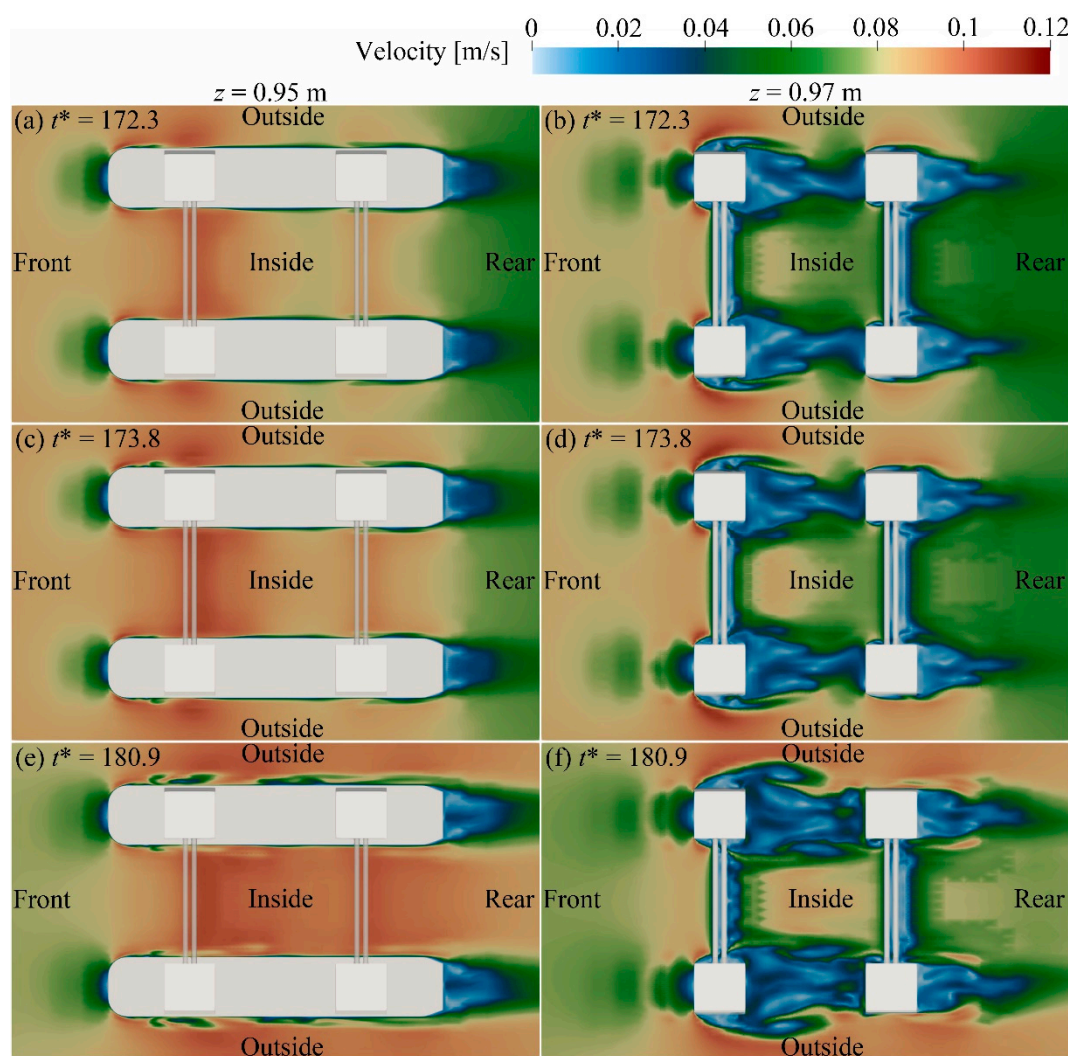 0 0.02 0.04 0.06 0.08 0.1 0.12
Velocity [m/s]
z = 0.95 m z = 0.97 m
(a) t* = 172.3 Outside (b) t* = 172.3 Outside
Front Inside Rear Front Inside Rear
Outside Outside
(c) t* = 173.8 Outside (d) t* = 173.8 Outside
Front Inside Rear Front Inside Rear
Outside Outside
(e) t* = 180.9 Outside (f) t* = 180.9 Outside
Front Inside Rear Front Inside Rear
Outside Outside